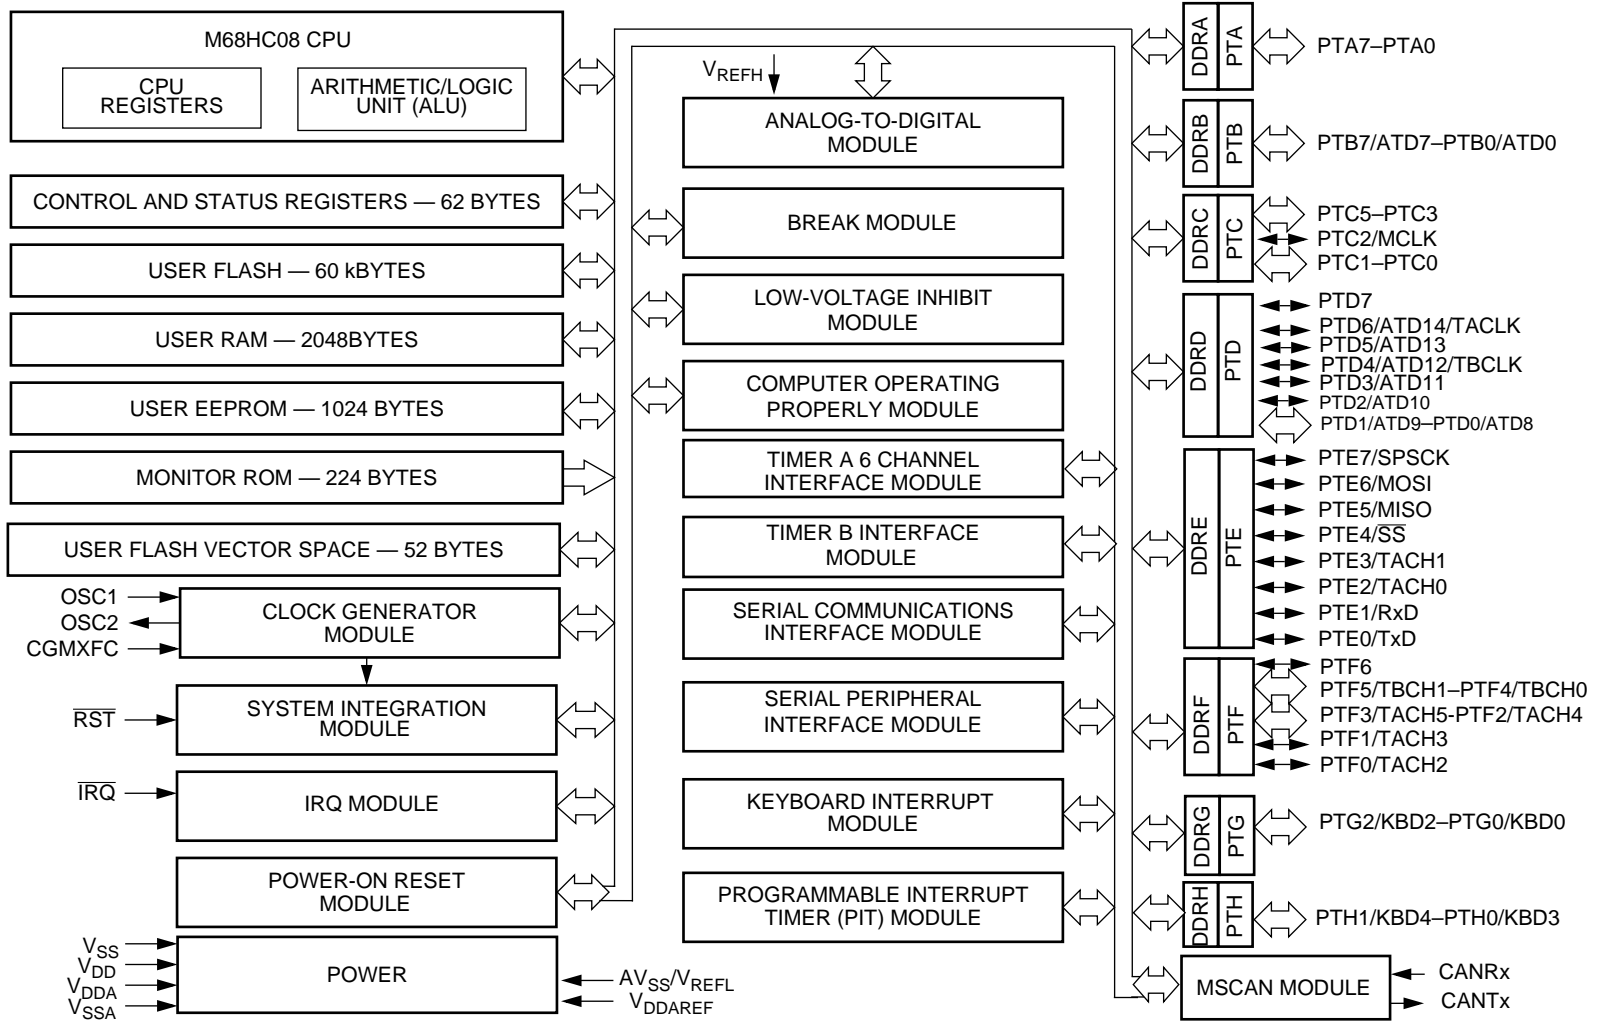 M68HC08 CPU
CPU
REGISTERS
ARITHMETIC/LOGIC
UNIT (ALU)
CONTROL AND STATUS REGISTERS — 62 BYTES
USER FLASH — 60 kBYTES
USER RAM — 2048BYTES
USER EEPROM — 1024 BYTES
MONITOR ROM — 224 BYTES
USER FLASH VECTOR SPACE — 52 BYTES
OSC1
OSC2
CGMXFC
CLOCK GENERATOR
MODULE
RST
SYSTEM INTEGRATION
MODULE
IRQ
IRQ MODULE
POWER-ON RESET
MODULE
VSS
VDD
VDDA
VSSA
POWER
AVSS/VREFL
VDDAREF
VREFH
ANALOG-TO-DIGITAL
MODULE
BREAK MODULE
LOW-VOLTAGE INHIBIT
MODULE
COMPUTER OPERATING
PROPERLY MODULE
TIMER A 6 CHANNEL
INTERFACE MODULE
TIMER B INTERFACE
MODULE
SERIAL COMMUNICATIONS
INTERFACE MODULE
SERIAL PERIPHERAL
INTERFACE MODULE
KEYBOARD INTERRUPT
MODULE
PROGRAMMABLE INTERRUPT
TIMER (PIT) MODULE
DDRA
PTA
PTA7–PTA0
DDRB
PTB
PTB7/ATD7–PTB0/ATD0
DDRC
PTC
PTC5–PTC3
PTC2/MCLK
PTC1–PTC0
DDRD
PTD
PTD7
PTD6/ATD14/TACLK
PTD5/ATD13
PTD4/ATD12/TBCLK
PTD3/ATD11
PTD2/ATD10
PTD1/ATD9–PTD0/ATD8
DDRE
PTE
PTE7/SPSCK
PTE6/MOSI
PTE5/MISO
PTE4/SS
PTE3/TACH1
PTE2/TACH0
PTE1/RxD
PTE0/TxD
DDRF
PTF
PTF6
PTF5/TBCH1–PTF4/TBCH0
PTF3/TACH5-PTF2/TACH4
PTF1/TACH3
PTF0/TACH2
DDRG
PTG
PTG2/KBD2–PTG0/KBD0
DDRH
PTH
PTH1/KBD4–PTH0/KBD3
MSCAN MODULE
CANRx
CANTx